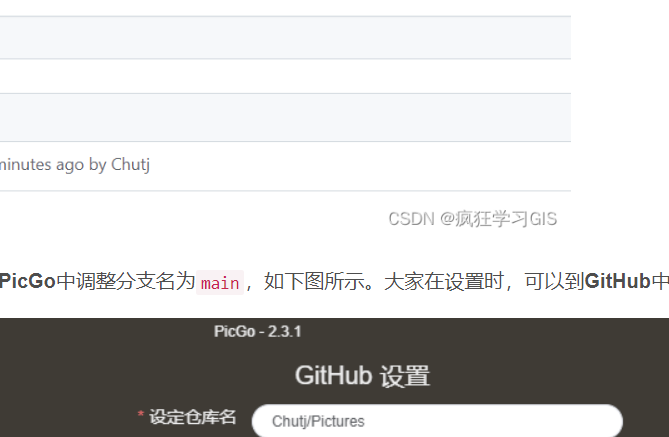 minutes ago by Chutj
CSDN @疯狂学习GIS
PicGo中调整分支名为main，如下图所示。大家在设置时，可以到GitHub中
PicGo - 2.3.1
GitHub 设置
* 设定仓库名 Chutj/Pictures